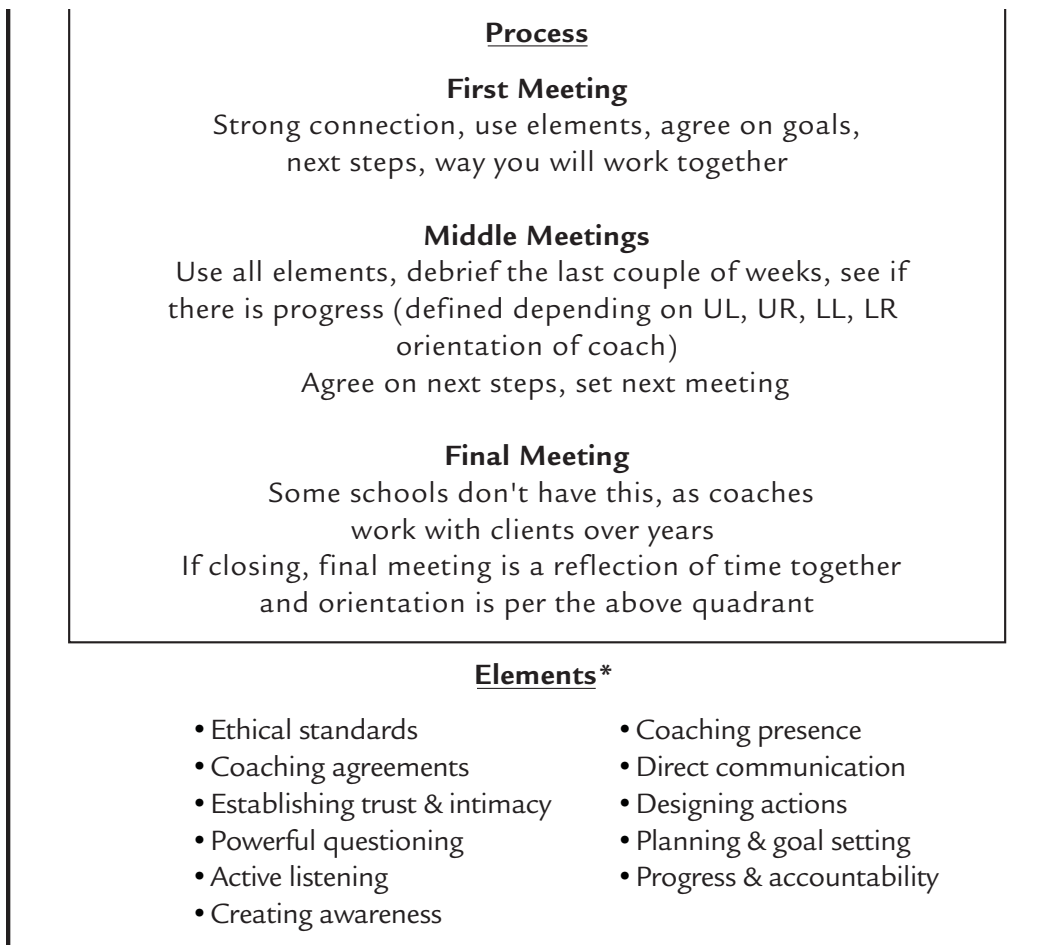 Process
First Meeting
Strong connection, use elements, agree on goals,
next steps, way you will work together
Middle Meetings
Use all elements, debrief the last couple of weeks, see if
there is progress (defined depending on UL, UR, LL, LR
orientation of coach)
Agree on next steps, set next meeting
Final Meeting
Some schools don't have this, as coaches
work with clients over years
If closing, final meeting is a reflection of time together
and orientation is per the above quadrant
Elements*
• Ethical standards
• Coaching agreements
• Establishing trust & intimacy
• Powerful questioning
• Active listening
• Creating awareness
• Coaching presence
• Direct communication
• Designing actions
• Planning & goal setting
• Progress & accountability